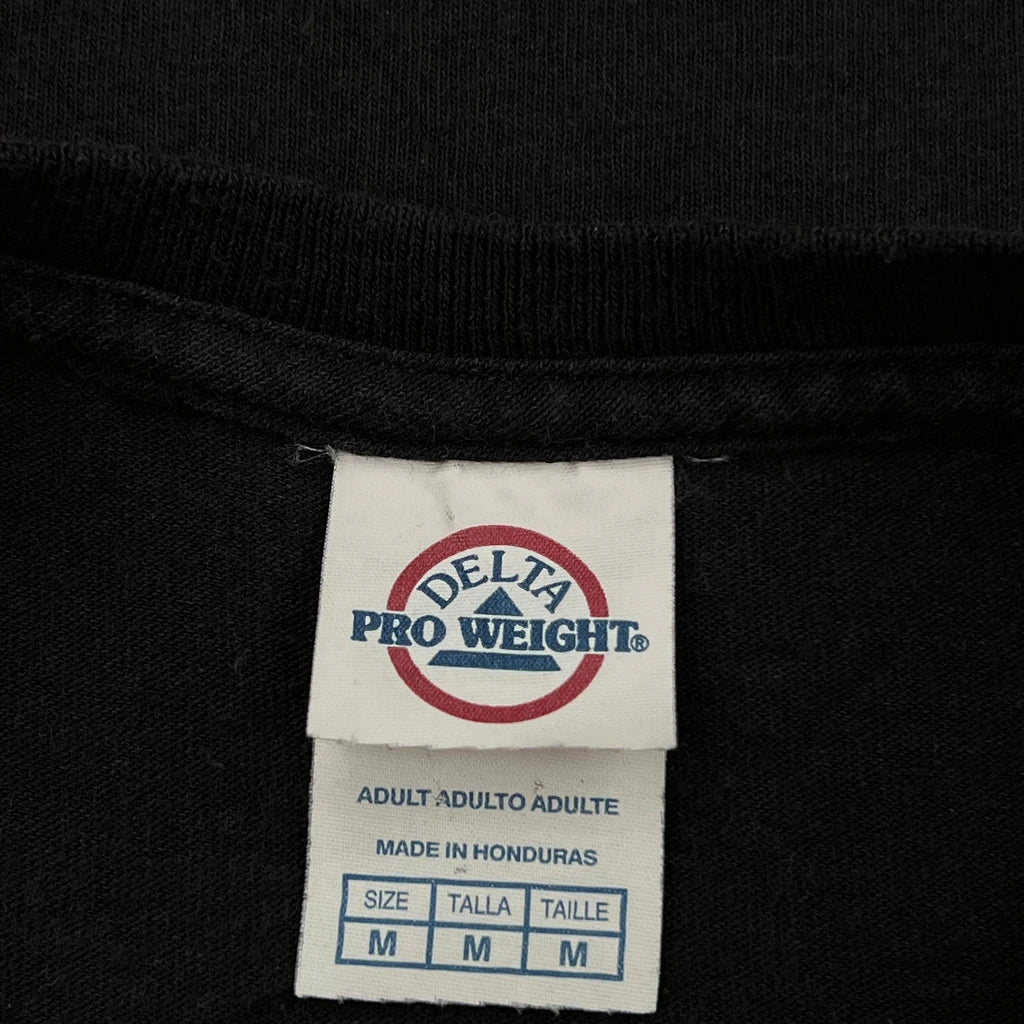 DELTA
PRO WEIGHT®
ADULT ADULTO ADULTE
MADE IN HONDURAS
SIZE TALLA TAILLE
M M M